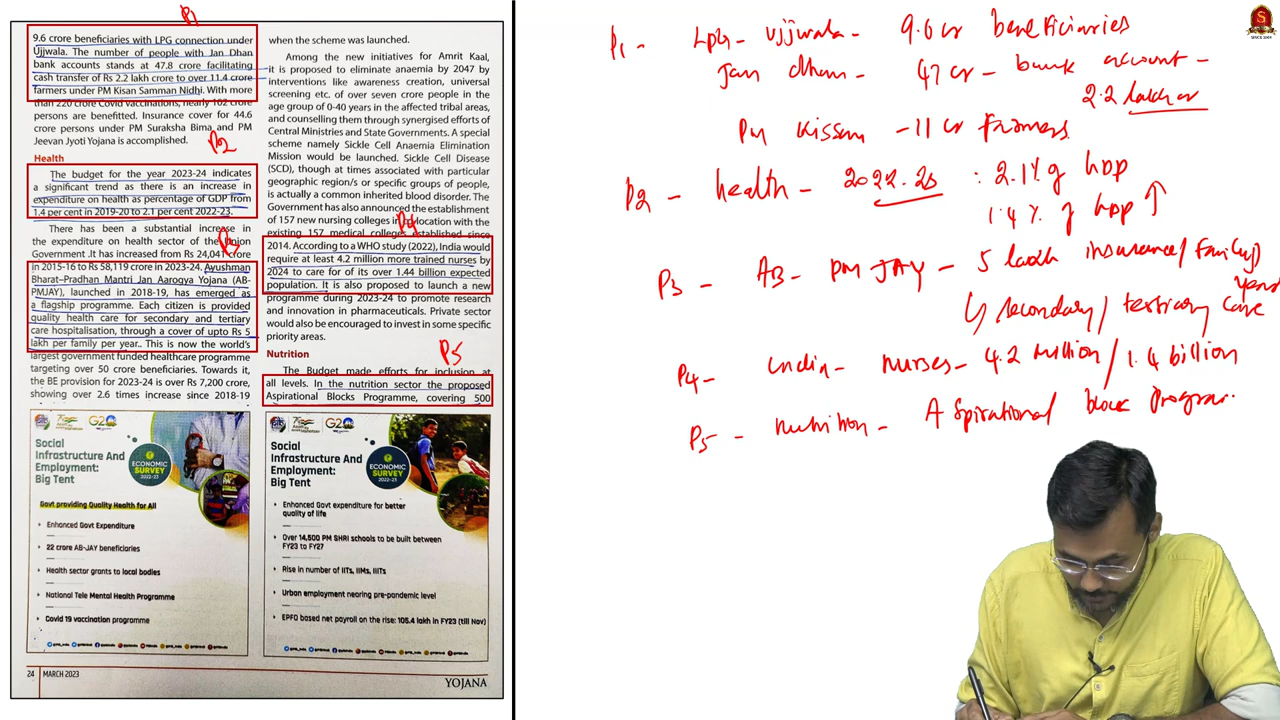 P1
9.6 crore beneficiaries with LPG connection under
Ujjwala. The number of people with Jan Dhan
bank accounts stands at 47.8 crore facilitating
cash transfer of Rs 2.2 lakh crore to over 11.4 crore
farmers under PM Kisan Samman Nidhi. With more
than 220 crore Covid vaccinations, nearly 102 crore
persons are benefitted. Insurance cover for 44.6
crore persons under PM Suraksha Bima and PM
Jeevan Jyoti Yojana is accomplished.
P2
Health
The budget for the year 2023-24 indicates
a significant trend as there is an increase in
expenditure on health as percentage of GDP from
1.4 per cent in 2019-20 to 2.1 per cent 2022-23.
There has been a substantial increase in
the expenditure on health sector of the Union
Government .It has increased from Rs 24,041 crore
P3
in 2015-16 to Rs 58,119 crore in 2023-24. Ayushman
Bharat–Pradhan Mantri Jan Aarogya Yojana (AB-
PMJAY), launched in 2018-19, has emerged as
a flagship programme. Each citizen is provided
quality health care for secondary and tertiary
care hospitalisation, through a cover of upto Rs 5
lakh per family per year.. This is now the world's
largest government funded healthcare programme
targeting over 50 crore beneficiaries. Towards it,
the BE provision for 2023-24 is over Rs 7,200 crore,
showing over 2.6 times increase since 2018-19
when the scheme was launched.
Among the new initiatives for Amrit Kaal,
it is proposed to eliminate anaemia by 2047 by
interventions like awareness creation, universal
screening etc. of over seven crore people in the
age group of 0-40 years in the affected tribal areas,
and counselling them through synergised efforts of
Central Ministries and State Governments. A special
scheme namely Sickle Cell Anaemia Elimination
Mission would be launched. Sickle Cell Disease
(SCD), though at times associated with particular
geographic region/s or specific groups of people,
is actually a common inherited blood disorder. The
Government has also announced the establishment
of 157 new nursing colleges in co-location with the
P4
existing 157 medical colleges established since
2014. According to a WHO study (2022), India would
require at least 4.2 million more trained nurses by
2024 to care for of its over 1.44 billion expected
population. It is also proposed to launch a new
programme during 2023-24 to promote research
and innovation in pharmaceuticals. Private sector
would also be encouraged to invest in some specific
priority areas.
P5
Nutrition
The Budget made efforts for inclusion at
all levels. In the nutrition sector the proposed
Aspirational Blocks Programme, covering 500
G20
Social
Infrastructure And
Employment:
Big Tent
ECONOMIC
SURVEY
2022-23
Govt providing Quality Health for All
• Enhanced Govt Expenditure
• 22 crore AB-JAY beneficiaries
• Health sector grants to local bodies
• National Tele Mental Health Programme
• Covid 19 vaccination programme
G20
Social
Infrastructure And
Employment:
Big Tent
ECONOMIC
SURVEY
2022-23
• Enhanced Govt expenditure for better
quality of life
• Over 14,500 PM SHRI schools to be built between
FY23 to FY27
• Rise in number of IITs, IIMs, IIITs
• Urban employment nearing pre-pandemic level
• EPFO based net payroll on the rise: 105.4 lakh in FY23 (till Nov)
24 MARCH 2023
YOJANA
P1 - LPG - Ujjwala - 9.6 cr beneficiaries
Jan dhan - 47 cr - bank account -
2.2 lakh cr
PM Kissan - 11 cr farmers
P2 - health - 2022-23 : 2.1% of GDP
1.4% of GDP ↑
P3 - AB - PM JAY - 5 lakh insurance/family/
year
↳ secondary/ tertiary care
P4 - India - nurses - 4.2 million / 1.4 billion
P5 - nutrition - Aspirational block program.
S